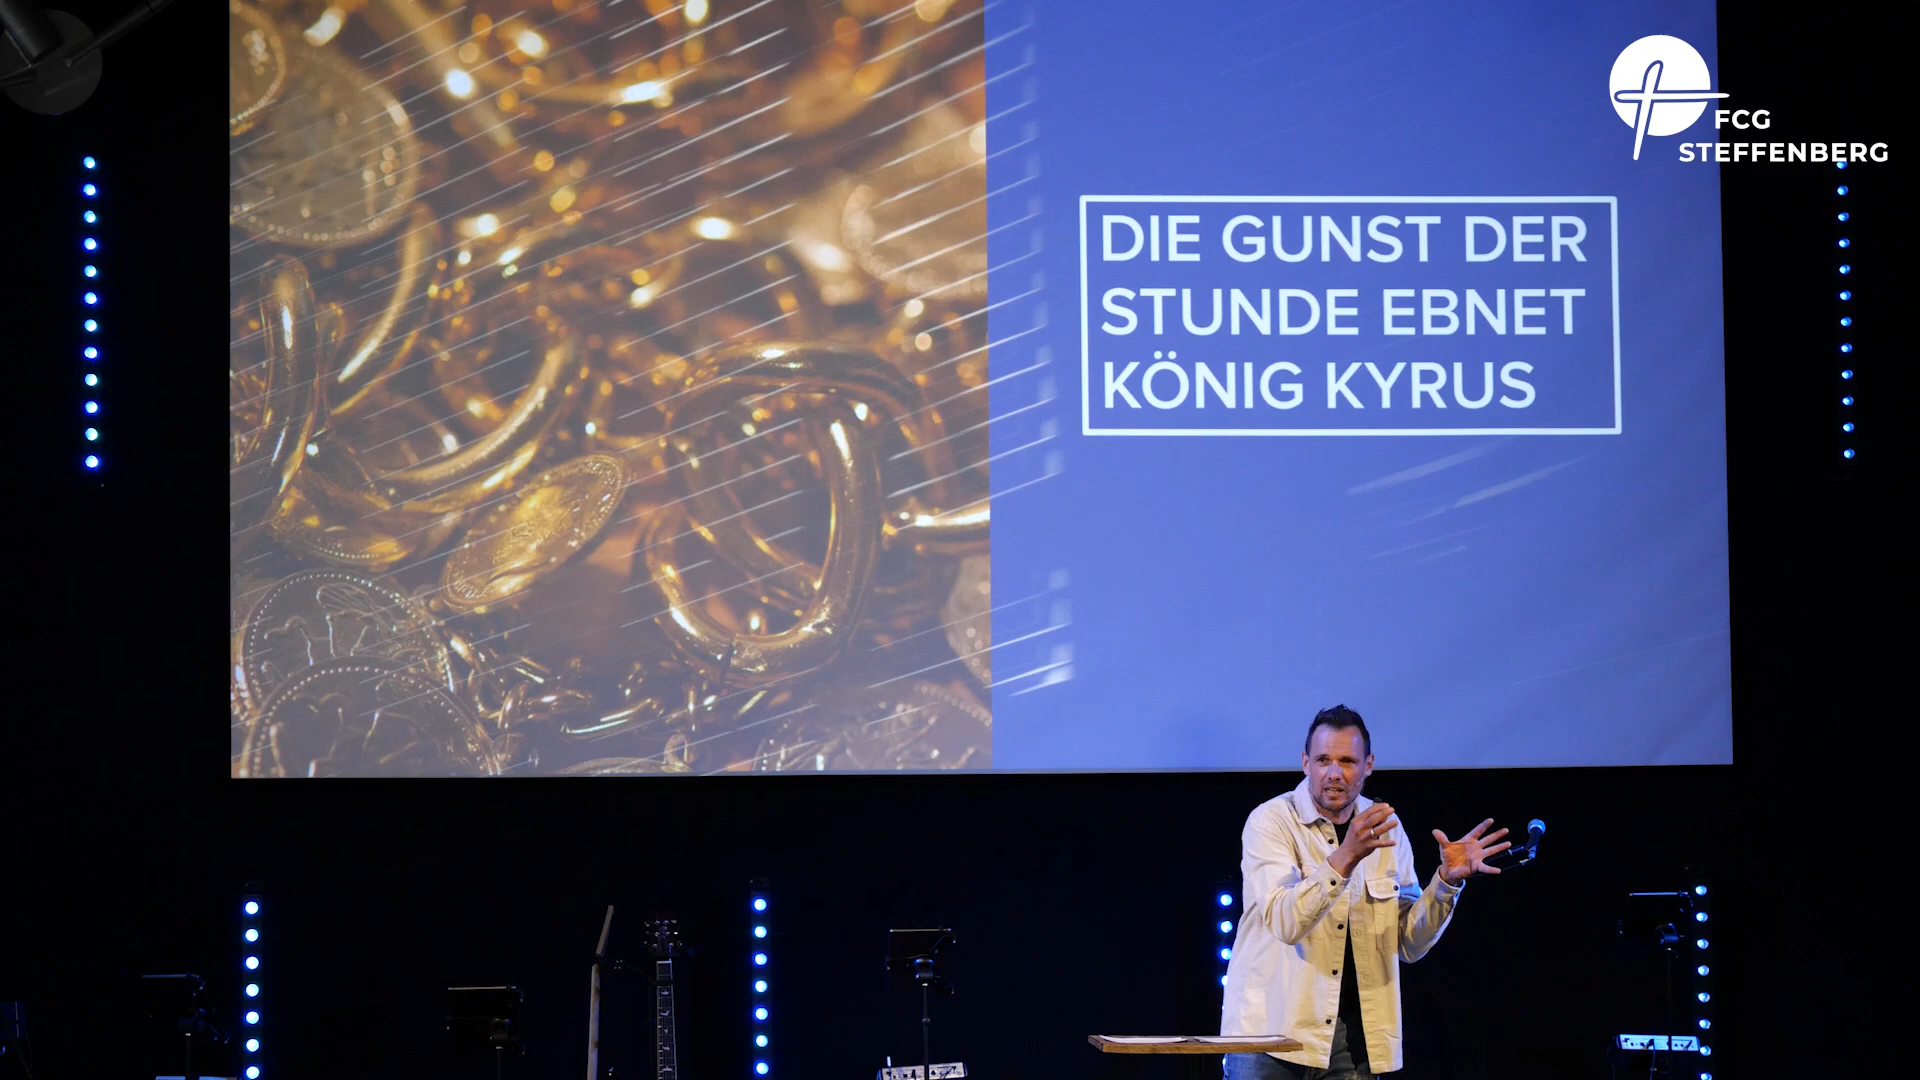 FCG
STEFFENBERG
DIE GUNST DER
STUNDE EBNET
KÖNIG KYRUS